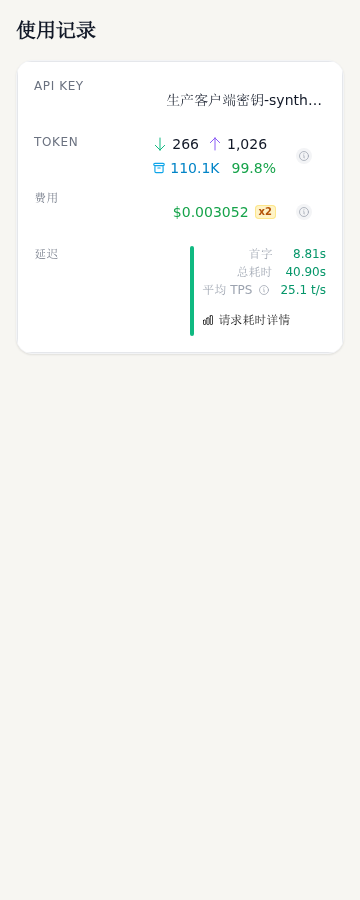 使用记录
API KEY
生产客户端密钥-synth…
TOKEN
266 1,026
110.1K 99.8%
费用
$0.003052 x2
延迟
首字 8.81s
总耗时 40.90s
平均 TPS 25.1 t/s
请求耗时详情